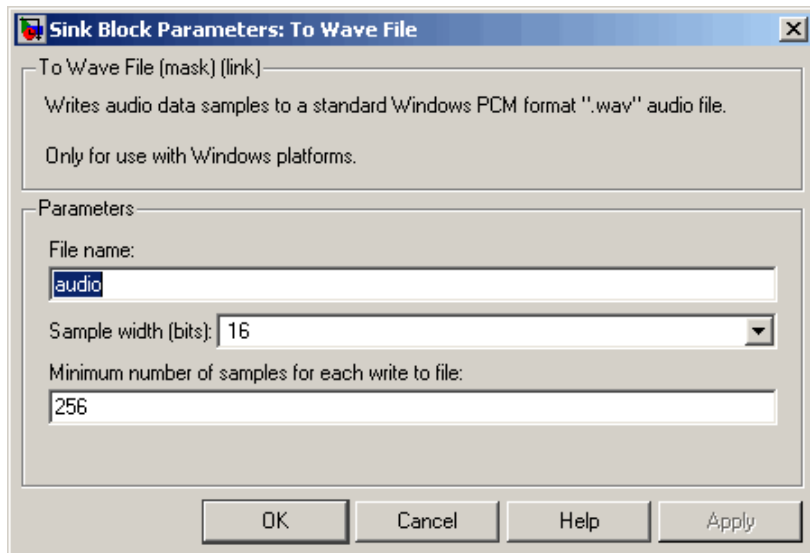 Sink Block Parameters: To Wave File
To Wave File (mask) (link)
Writes audio data samples to a standard Windows PCM format ".wav" audio file.
Only for use with Windows platforms.
Parameters
File name:
audio
Sample width (bits): 16
Minimum number of samples for each write to file:
256
OK Cancel Help Apply